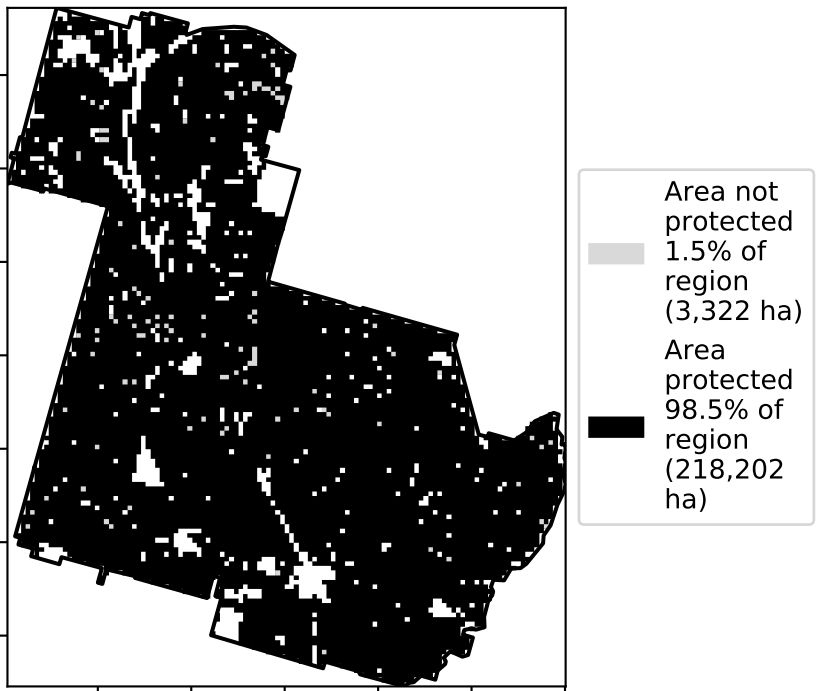 Area not
protected
1.5% of
region
(3,322 ha)
Area
protected
98.5% of
region
(218,202
ha)